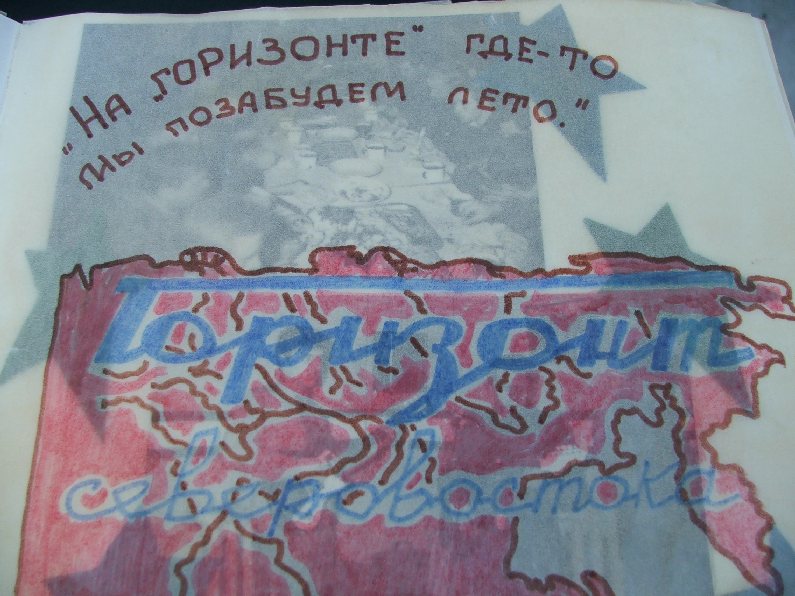 "НА „ГОРИЗОНТЕ" ГДЕ-ТО
МЫ ПОЗАБУДЕМ ЛЕТО."
Горизонт
северовостока